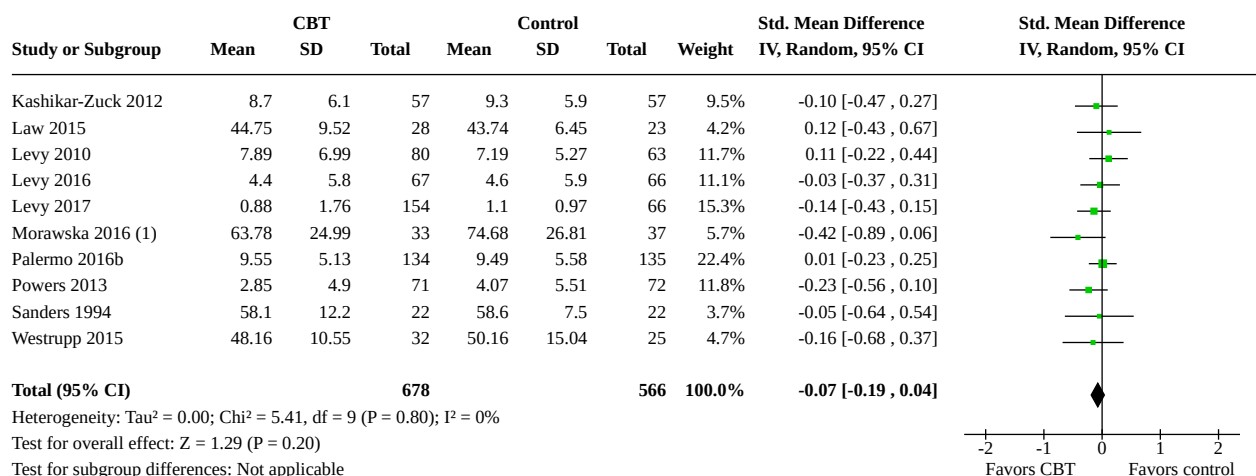 CBT Control Std. Mean Difference Std. Mean Difference
Study or Subgroup Mean SD Total Mean SD Total Weight IV, Random, 95% CI IV, Random, 95% CI
Kashikar-Zuck 2012 8.7 6.1 57 9.3 5.9 57 9.5% -0.10 [-0.47 , 0.27]
Law 2015 44.75 9.52 28 43.74 6.45 23 4.2% 0.12 [-0.43 , 0.67]
Levy 2010 7.89 6.99 80 7.19 5.27 63 11.7% 0.11 [-0.22 , 0.44]
Levy 2016 4.4 5.8 67 4.6 5.9 66 11.1% -0.03 [-0.37 , 0.31]
Levy 2017 0.88 1.76 154 1.1 0.97 66 15.3% -0.14 [-0.43 , 0.15]
Morawska 2016 (1) 63.78 24.99 33 74.68 26.81 37 5.7% -0.42 [-0.89 , 0.06]
Palermo 2016b 9.55 5.13 134 9.49 5.58 135 22.4% 0.01 [-0.23 , 0.25]
Powers 2013 2.85 4.9 71 4.07 5.51 72 11.8% -0.23 [-0.56 , 0.10]
Sanders 1994 58.1 12.2 22 58.6 7.5 22 3.7% -0.05 [-0.64 , 0.54]
Westrupp 2015 48.16 10.55 32 50.16 15.04 25 4.7% -0.16 [-0.68 , 0.37]
Total (95% CI) 678 566 100.0% -0.07 [-0.19 , 0.04]
Heterogeneity: Tau² = 0.00; Chi² = 5.41, df = 9 (P = 0.80); I² = 0%
Test for overall effect: Z = 1.29 (P = 0.20)
-2 -1 0 1 2
Test for subgroup differences: Not applicable Favors CBT Favors control